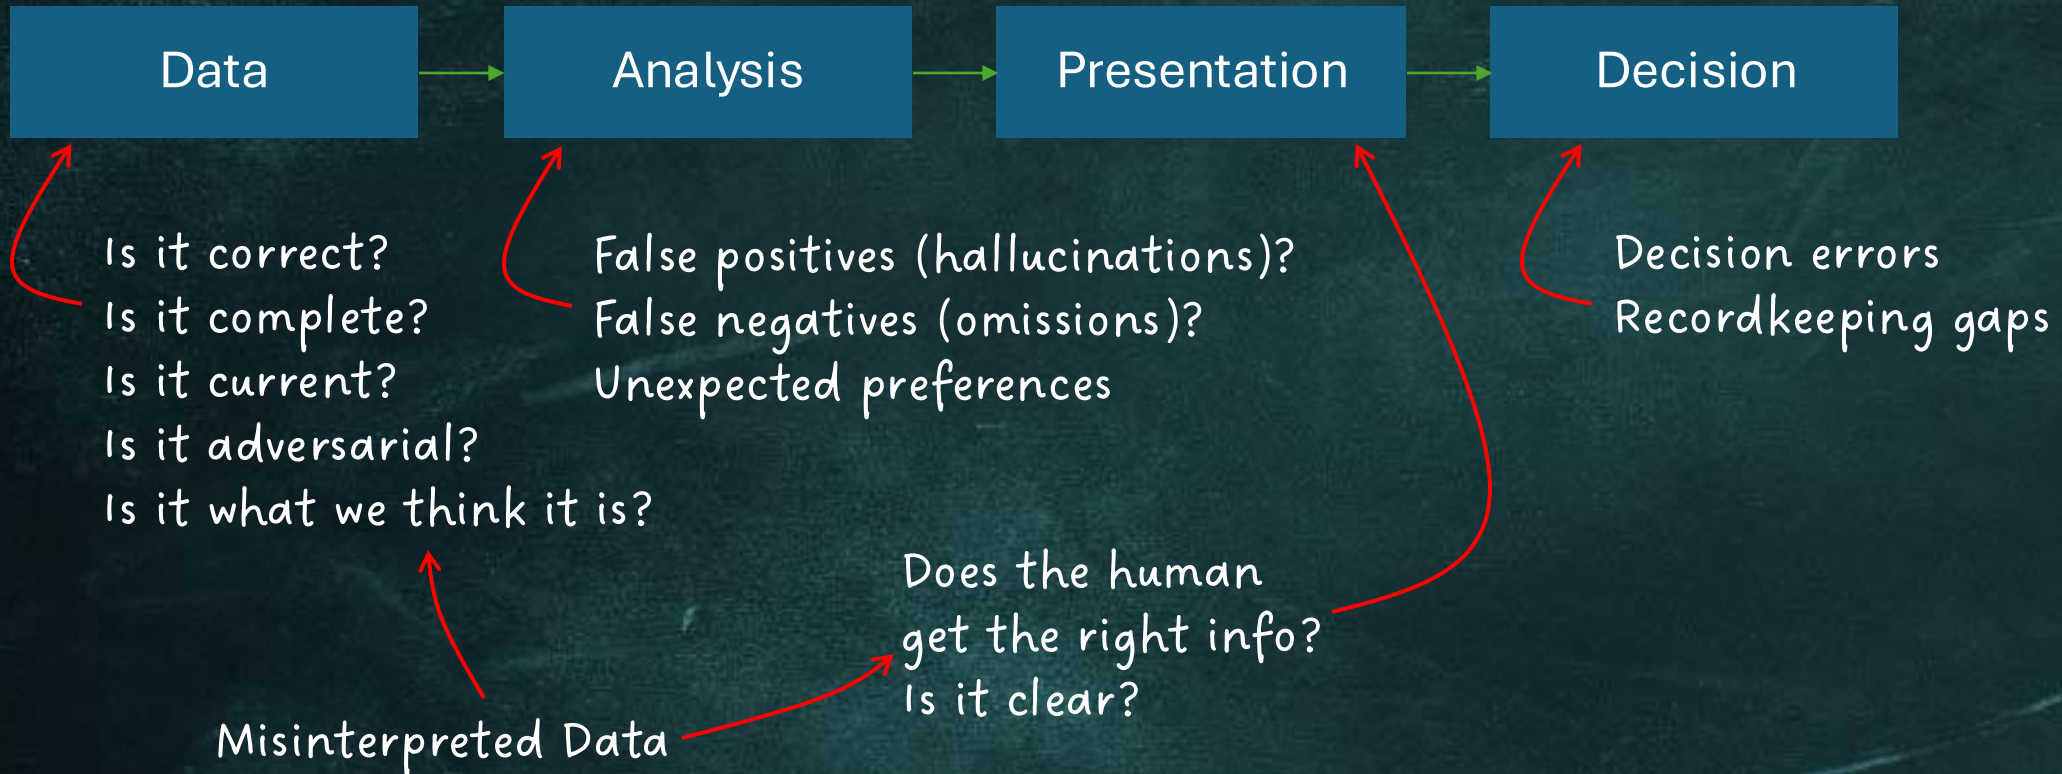 Data
Analysis
Presentation
Decision
Is it correct?
Is it complete?
Is it current?
Is it adversarial?
Is it what we think it is?
False positives (hallucinations)?
False negatives (omissions)?
Unexpected preferences
Decision errors
Recordkeeping gaps
Does the human
get the right info?
Is it clear?
Misinterpreted Data